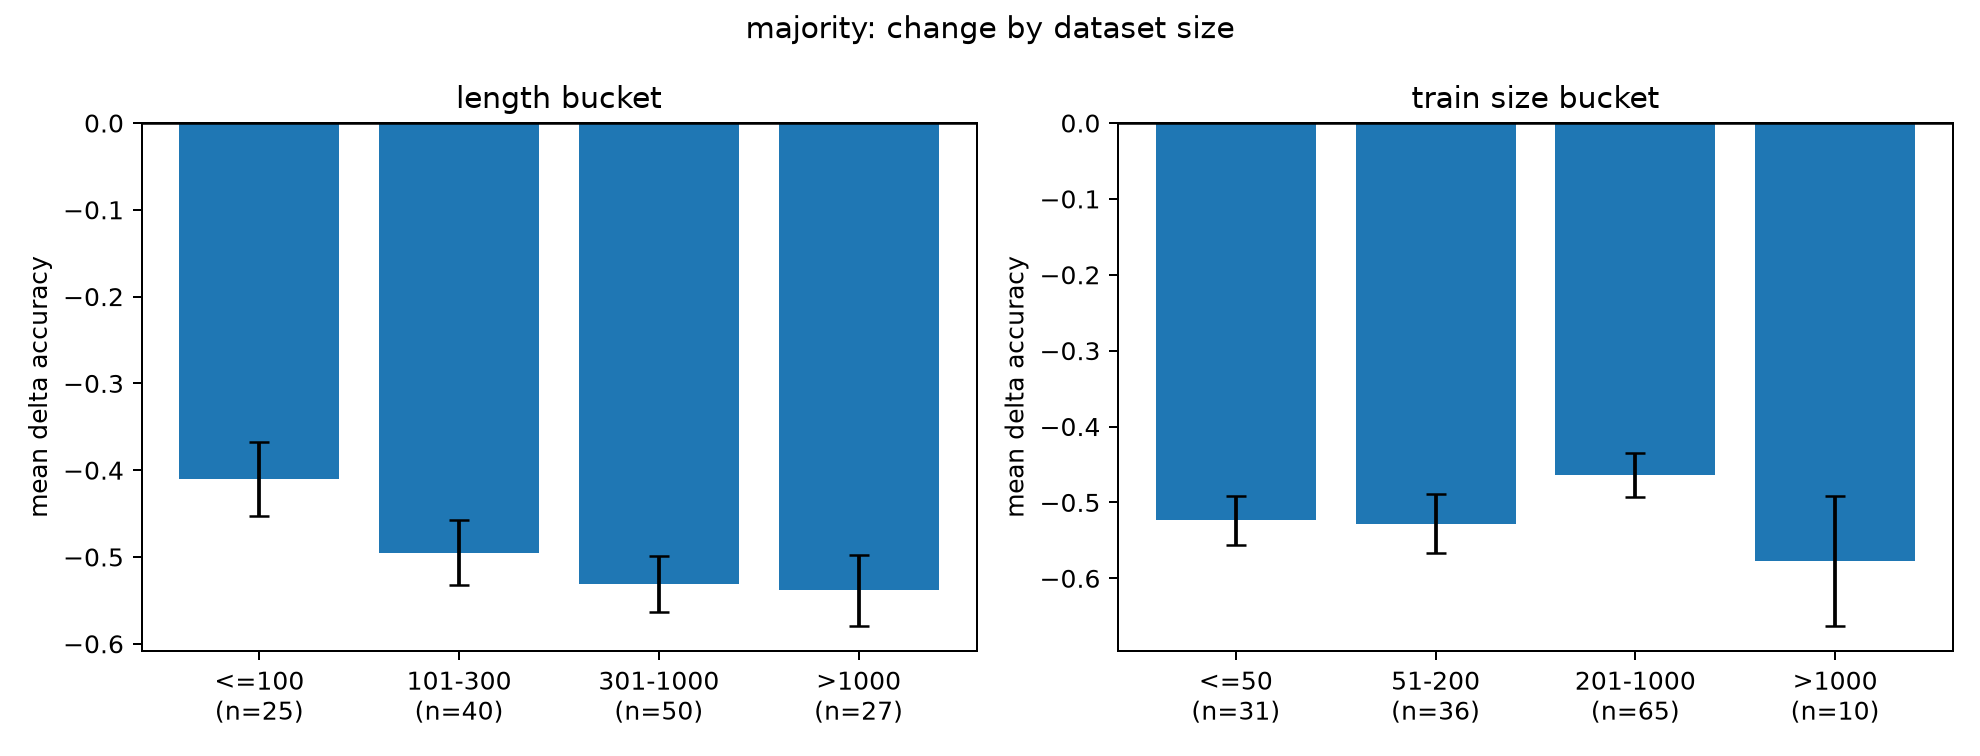 majority: change by dataset size
length bucket
mean delta accuracy
0.0
−0.1
−0.2
−0.3
−0.4
−0.5
−0.6
<=100
(n=25)
101-300
(n=40)
301-1000
(n=50)
>1000
(n=27)
train size bucket
mean delta accuracy
0.0
−0.1
−0.2
−0.3
−0.4
−0.5
−0.6
<=50
(n=31)
51-200
(n=36)
201-1000
(n=65)
>1000
(n=10)